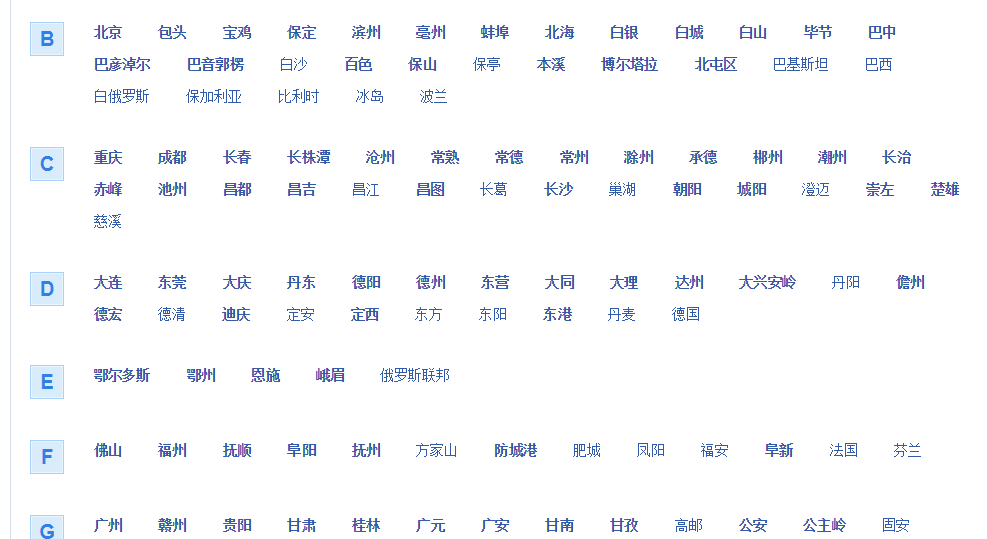 B 北京 包头 宝鸡 保定 滨州 亳州 蚌埠 北海 白银 白城 白山 毕节 巴中
巴彦淖尔 巴音郭楞 白沙 百色 保山 保亭 本溪 博尔塔拉 北屯区 巴基斯坦 巴西
白俄罗斯 保加利亚 比利时 冰岛 波兰
C 重庆 成都 长春 长株潭 沧州 常熟 常德 常州 滁州 承德 郴州 潮州 长治
赤峰 池州 昌都 昌吉 昌江 昌图 长葛 长沙 巢湖 朝阳 城阳 澄迈 崇左 楚雄
慈溪
D 大连 东莞 大庆 丹东 德阳 德州 东营 大同 大理 达州 大兴安岭 丹阳 儋州
德宏 德清 迪庆 定安 定西 东方 东阳 东港 丹麦 德国
E 鄂尔多斯 鄂州 恩施 峨眉 俄罗斯联邦
F 佛山 福州 抚顺 阜阳 抚州 方家山 防城港 肥城 凤阳 福安 阜新 法国 芬兰
G 广州 赣州 贵阳 甘肃 桂林 广元 广安 甘南 甘孜 高邮 公安 公主岭 固安